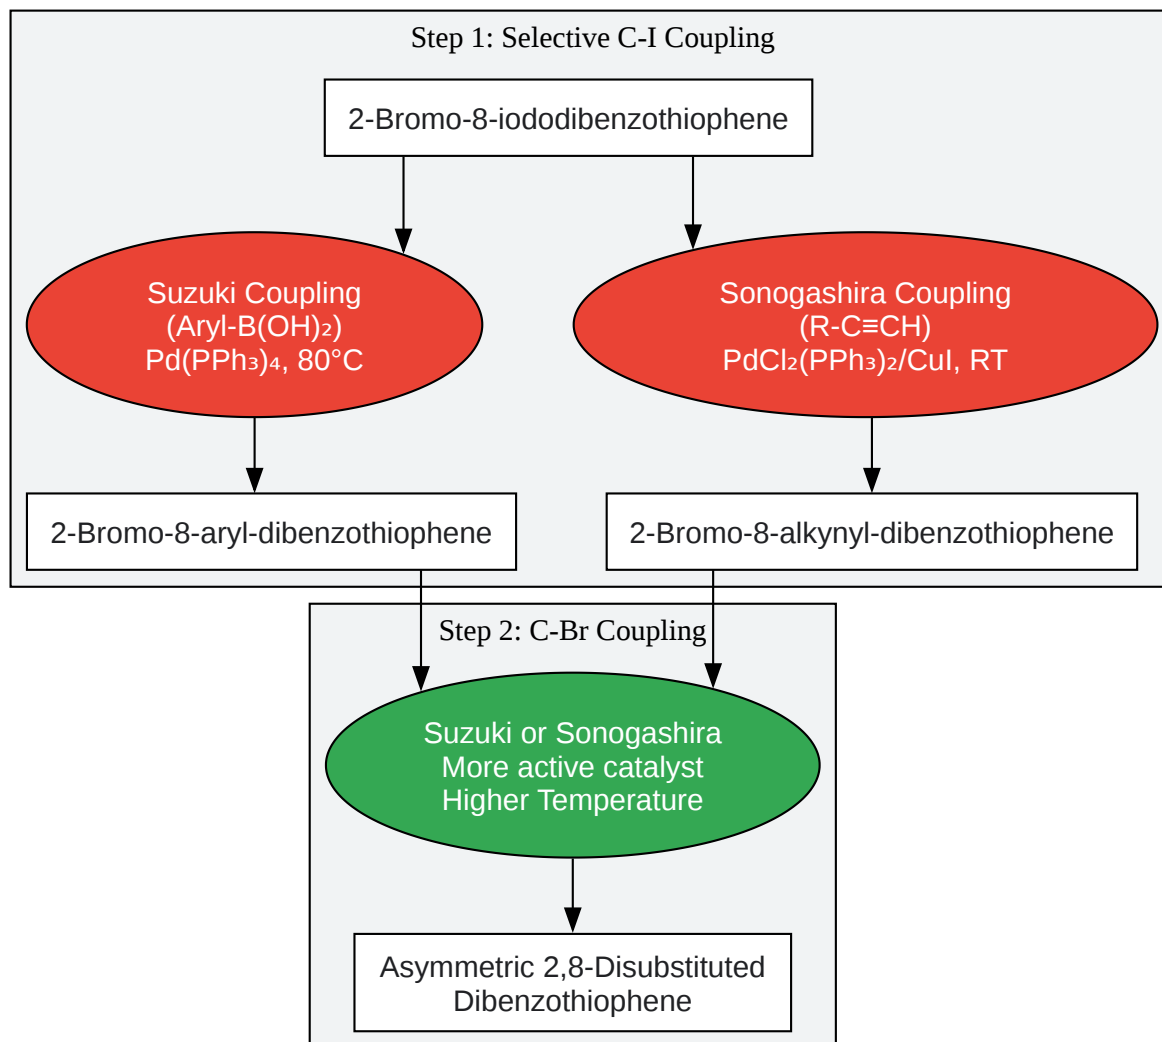 Step 1: Selective C-I Coupling
2-Bromo-8-iododibenzothiophene
Suzuki Coupling
(Aryl-B(OH)₂)
Pd(PPh₃)₄, 80°C
Sonogashira Coupling
(R-C≡CH)
PdCl₂(PPh₃)₂/CuI, RT
2-Bromo-8-aryl-dibenzothiophene
2-Bromo-8-alkynyl-dibenzothiophene
Step 2: C-Br Coupling
Suzuki or Sonogashira
More active catalyst
Higher Temperature
Asymmetric 2,8-Disubstituted
Dibenzothiophene